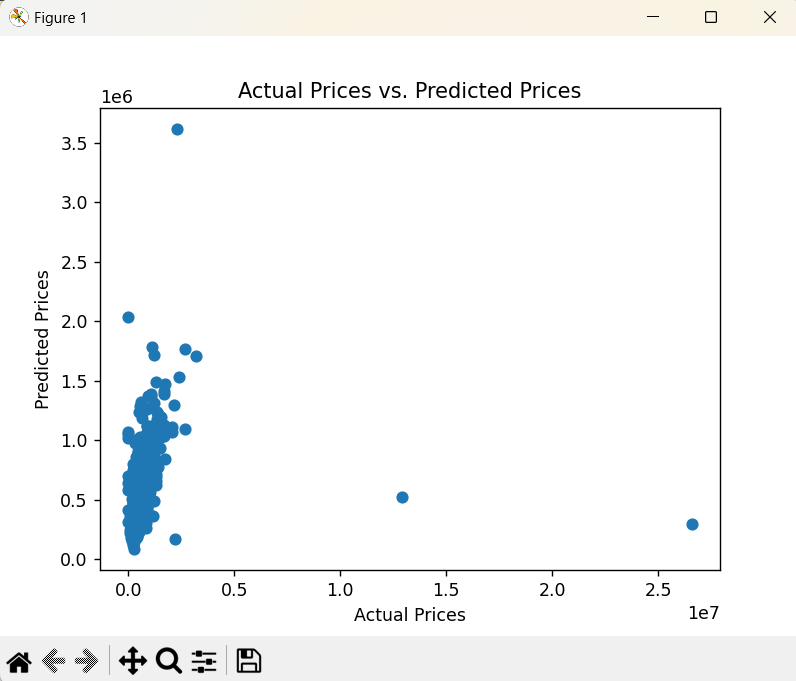 Figure 1
Actual Prices vs. Predicted Prices
1e6
3.5
3.0
2.5
2.0
1.5
1.0
0.5
0.0
Predicted Prices
0.0 0.5 1.0 1.5 2.0 2.5
Actual Prices
1e7